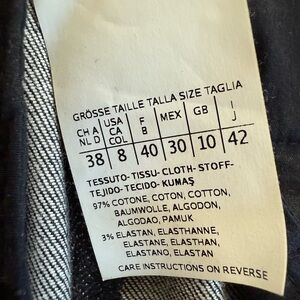 GRÖSSE TAILLE TALLA SIZE TAGLIA
CH A USA F MEX GB I
NL D CA B J
COL
38 8 40 30 10 42
TESSUTO-TISSU-CLOTH-STOFF-
TEJIDO-TECIDO-KUMAŞ
97% COTONE, COTON, COTTON,
BAUMWOLLE, ALGODON,
ALGODAO, PAMUK
3% ELASTAN, ELASTHANNE,
ELASTANE, ELASTHAN,
ELASTANO, ELASTAN
CARE INSTRUCTIONS ON REVERSE